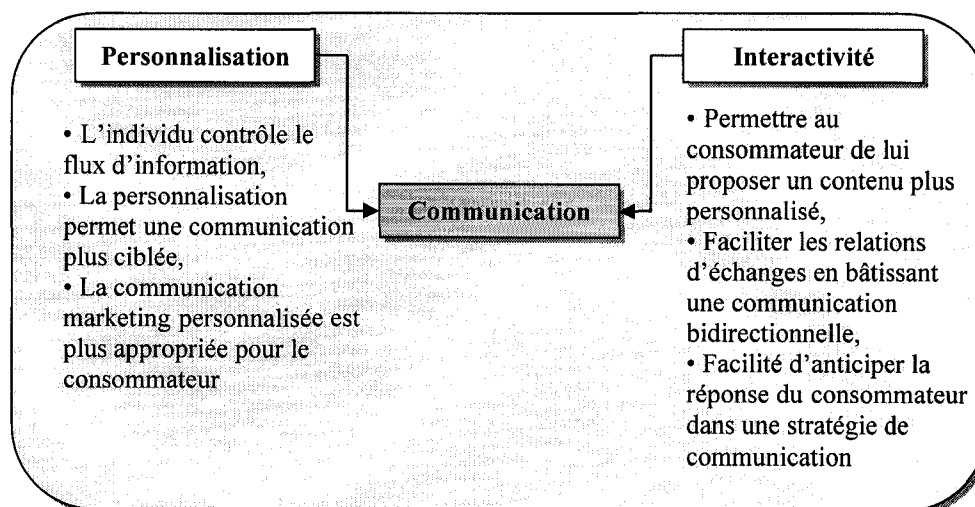 Personnalisation
• L'individu contrôle le
flux d'information,
• La personnalisation
permet une communication
plus ciblée,
• La communication
marketing personnalisée est
plus appropriée pour le
consommateur
Communication
Interactivité
• Permettre au
consommateur de lui
proposer un contenu plus
personnalisé,
• Faciliter les relations
d'échanges en bâtissant
une communication
bidirectionnelle,
• Facilité d'anticiper la
réponse du consommateur
dans une stratégie de
communication